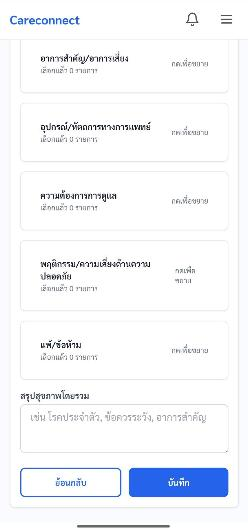 Careconnect
อาการสำคัญ/อาการเสี่ยง
เลือกแล้ว 0 รายการ
กดเพื่อขยาย
อุปกรณ์/หัตถการทางการแพทย์
เลือกแล้ว 0 รายการ
กดเพื่อขยาย
ความต้องการการดูแล
เลือกแล้ว 0 รายการ
กดเพื่อขยาย
พฤติกรรม/ความเสี่ยงด้านความ
ปลอดภัย
เลือกแล้ว 0 รายการ
กดเพื่อ
ขยาย
แพ้/ข้อห้าม
เลือกแล้ว 0 รายการ
กดเพื่อขยาย
สรุปสุขภาพโดยรวม
เช่น โรคประจำตัว, ข้อควรระวัง, อาการสำคัญ
ย้อนกลับ
บันทึก